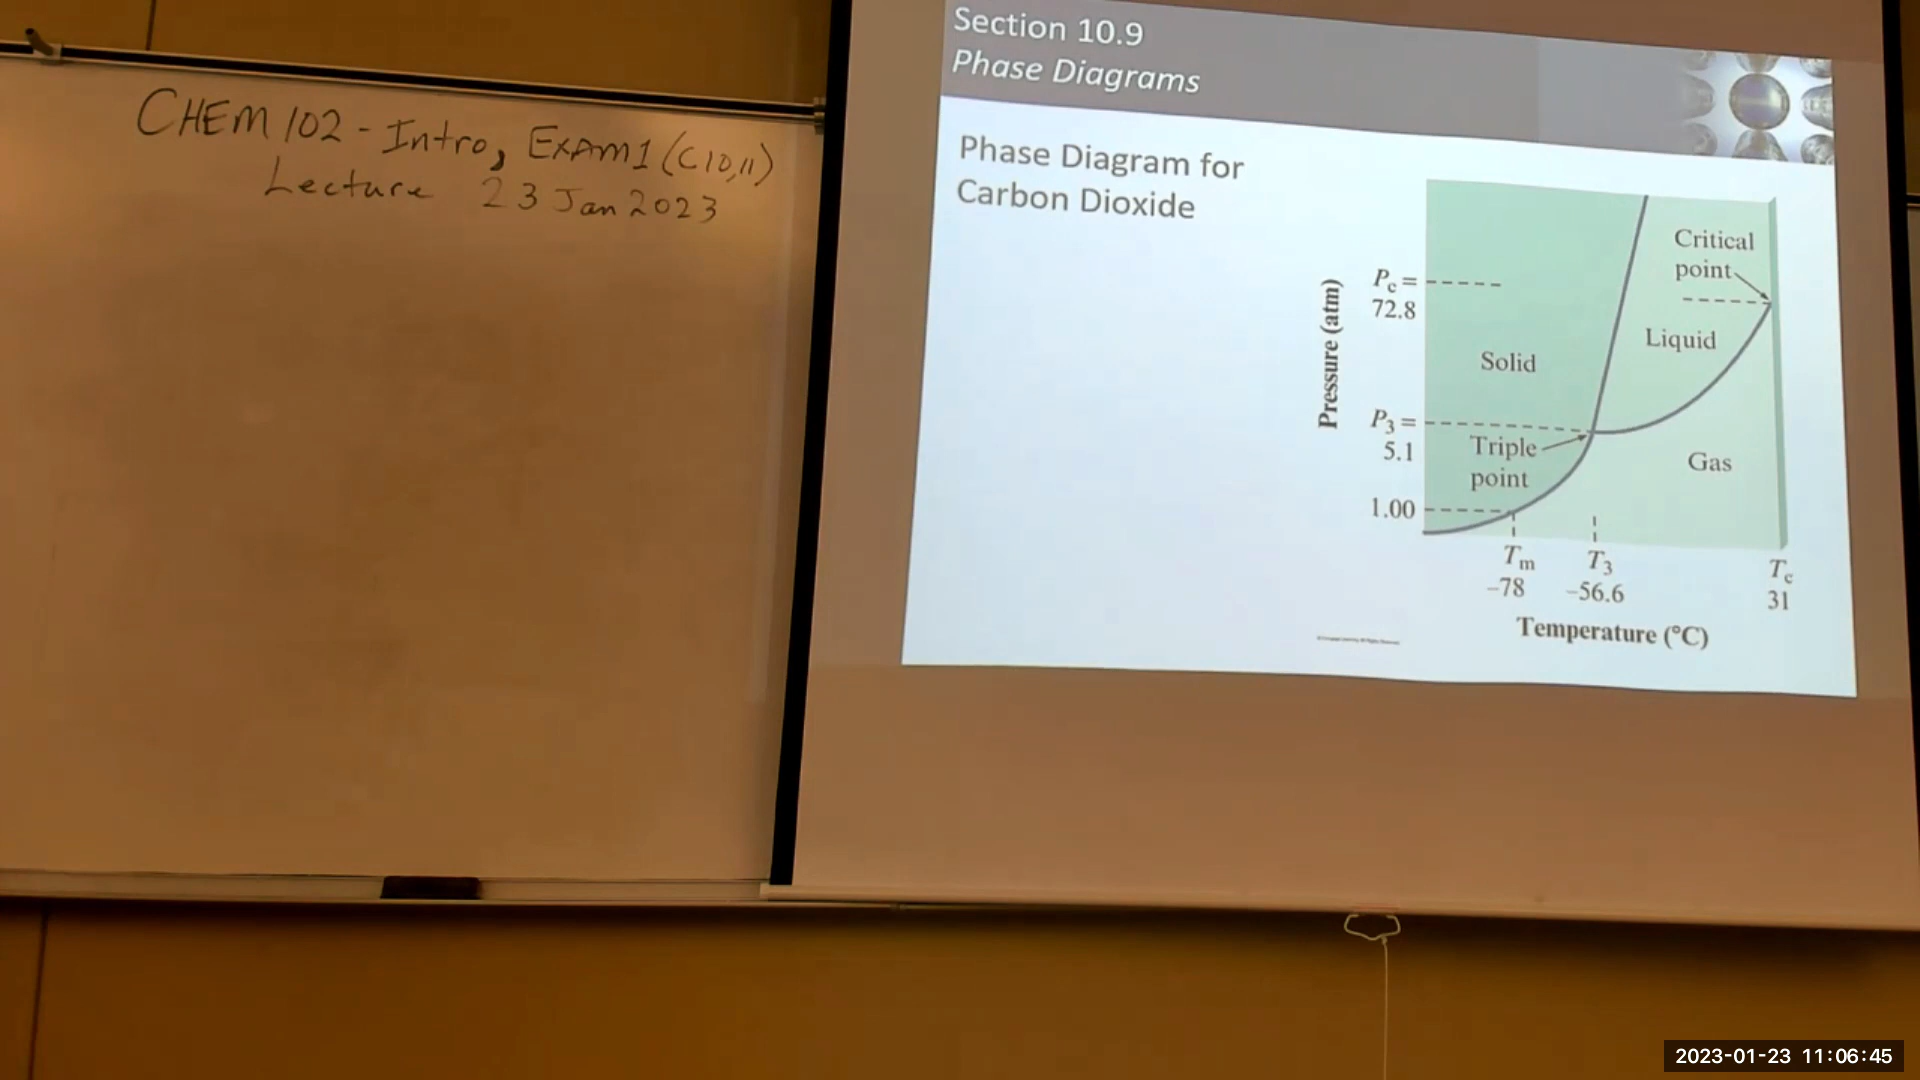 CHEM 102 - Intro, EXAM1 (C10,11)
Lecture 23 Jan 2023
Section 10.9
Phase Diagrams
Phase Diagram for
Carbon Dioxide
Critical
point
Pc =
72.8
Liquid
Solid
Pressure (atm)
P3 =
5.1
Triple
point
Gas
1.00
Tm
–78
T3
–56.6
Tc
31
Temperature (°C)
2023-01-23 11:06:45